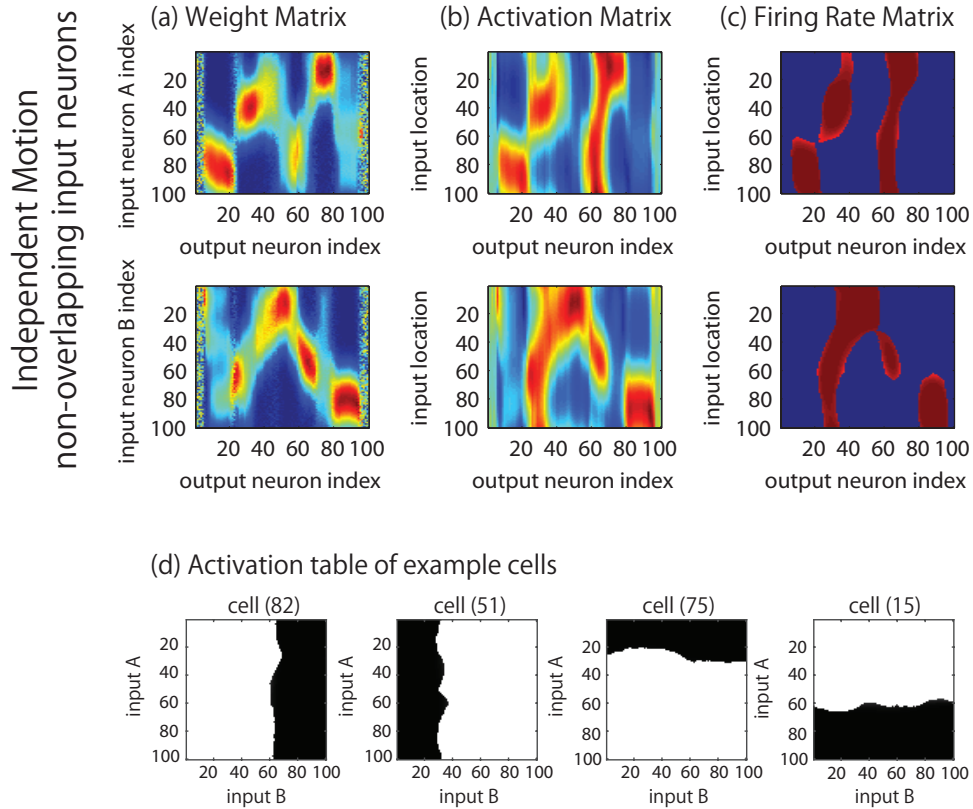 Independent Motion
non-overlapping input neurons
(a) Weight Matrix
(b) Activation Matrix
(c) Firing Rate Matrix
input neuron A index
20
40
60
80
100
20 40 60 80 100
output neuron index
input location
20
40
60
80
100
20 40 60 80 100
output neuron index
input location
20
40
60
80
100
20 40 60 80 100
output neuron index
input neuron B index
20
40
60
80
100
20 40 60 80 100
output neuron index
input location
20
40
60
80
100
20 40 60 80 100
output neuron index
input location
20
40
60
80
100
20 40 60 80 100
output neuron index
(d) Activation table of example cells
cell (82)
input A
20
40
60
80
100
20 40 60 80 100
input B
cell (51)
input A
20
40
60
80
100
20 40 60 80 100
input B
cell (75)
input A
20
40
60
80
100
20 40 60 80 100
input B
cell (15)
input A
20
40
60
80
100
20 40 60 80 100
input B